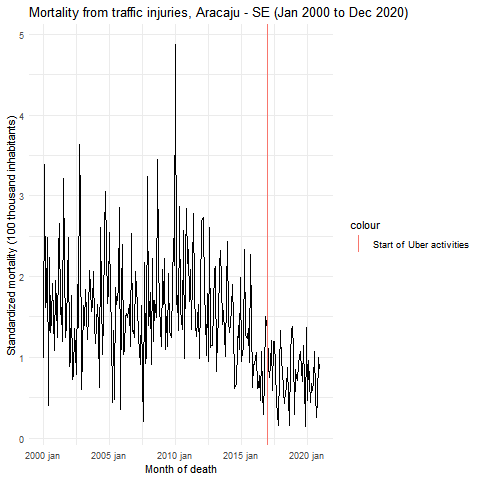 Mortality from traffic injuries, Aracaju - SE (Jan 2000 to Dec 2020)
Standardized mortality (100 thousand inhabitants)
5
4
3
2
1
0
2000 jan
2005 jan
2010 jan
2015 jan
2020 jan
Month of death
colour
Start of Uber activities